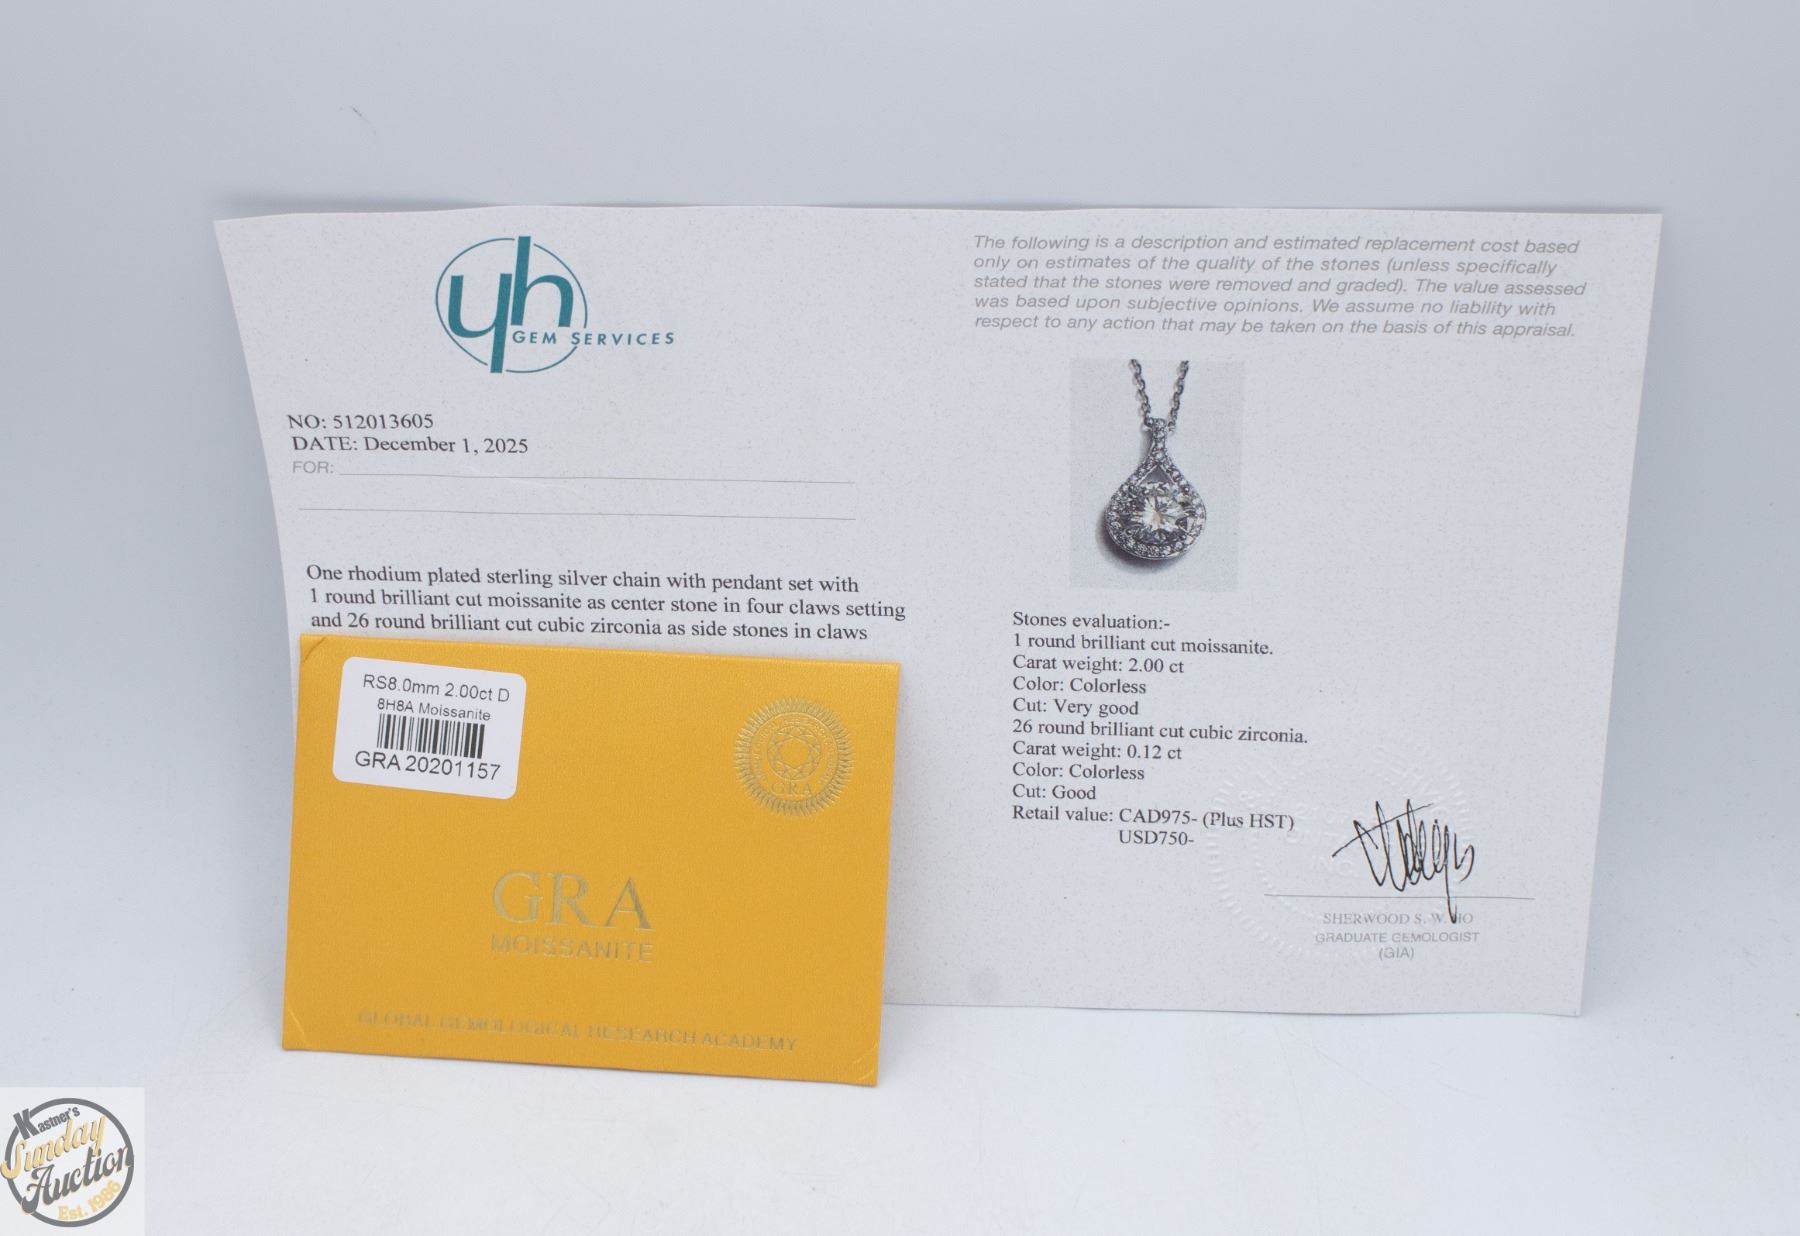 yh
GEM SERVICES
NO: 512013605
DATE: December 1, 2025
FOR:
One rhodium plated sterling silver chain with pendant set with
1 round brilliant cut moissanite as center stone in four claws setting
and 26 round brilliant cut cubic zirconia as side stones in claws
The following is a description and estimated replacement cost based
only on estimates of the quality of the stones (unless specifically
stated that the stones were removed and graded). The value assessed
was based upon subjective opinions. We assume no liability with
respect to any action that may be taken on the basis of this appraisal.
Stones evaluation:-
1 round brilliant cut moissanite.
Carat weight: 2.00 ct
Color: Colorless
Cut: Very good
26 round brilliant cut cubic zirconia.
Carat weight: 0.12 ct
Color: Colorless
Cut: Good
Retail value: CAD975- (Plus HST)
USD750-
SHERWOOD S. W. HO
GRADUATE GEMOLOGIST
(GIA)
RS8.0mm 2.00ct D
8H8A Moissanite
GRA 20201157
GRA
GRA
MOISSANITE
GLOBAL GEMOLOGICAL RESEARCH ACADEMY
Kastner's
Sunday
Auction
Est. 1986